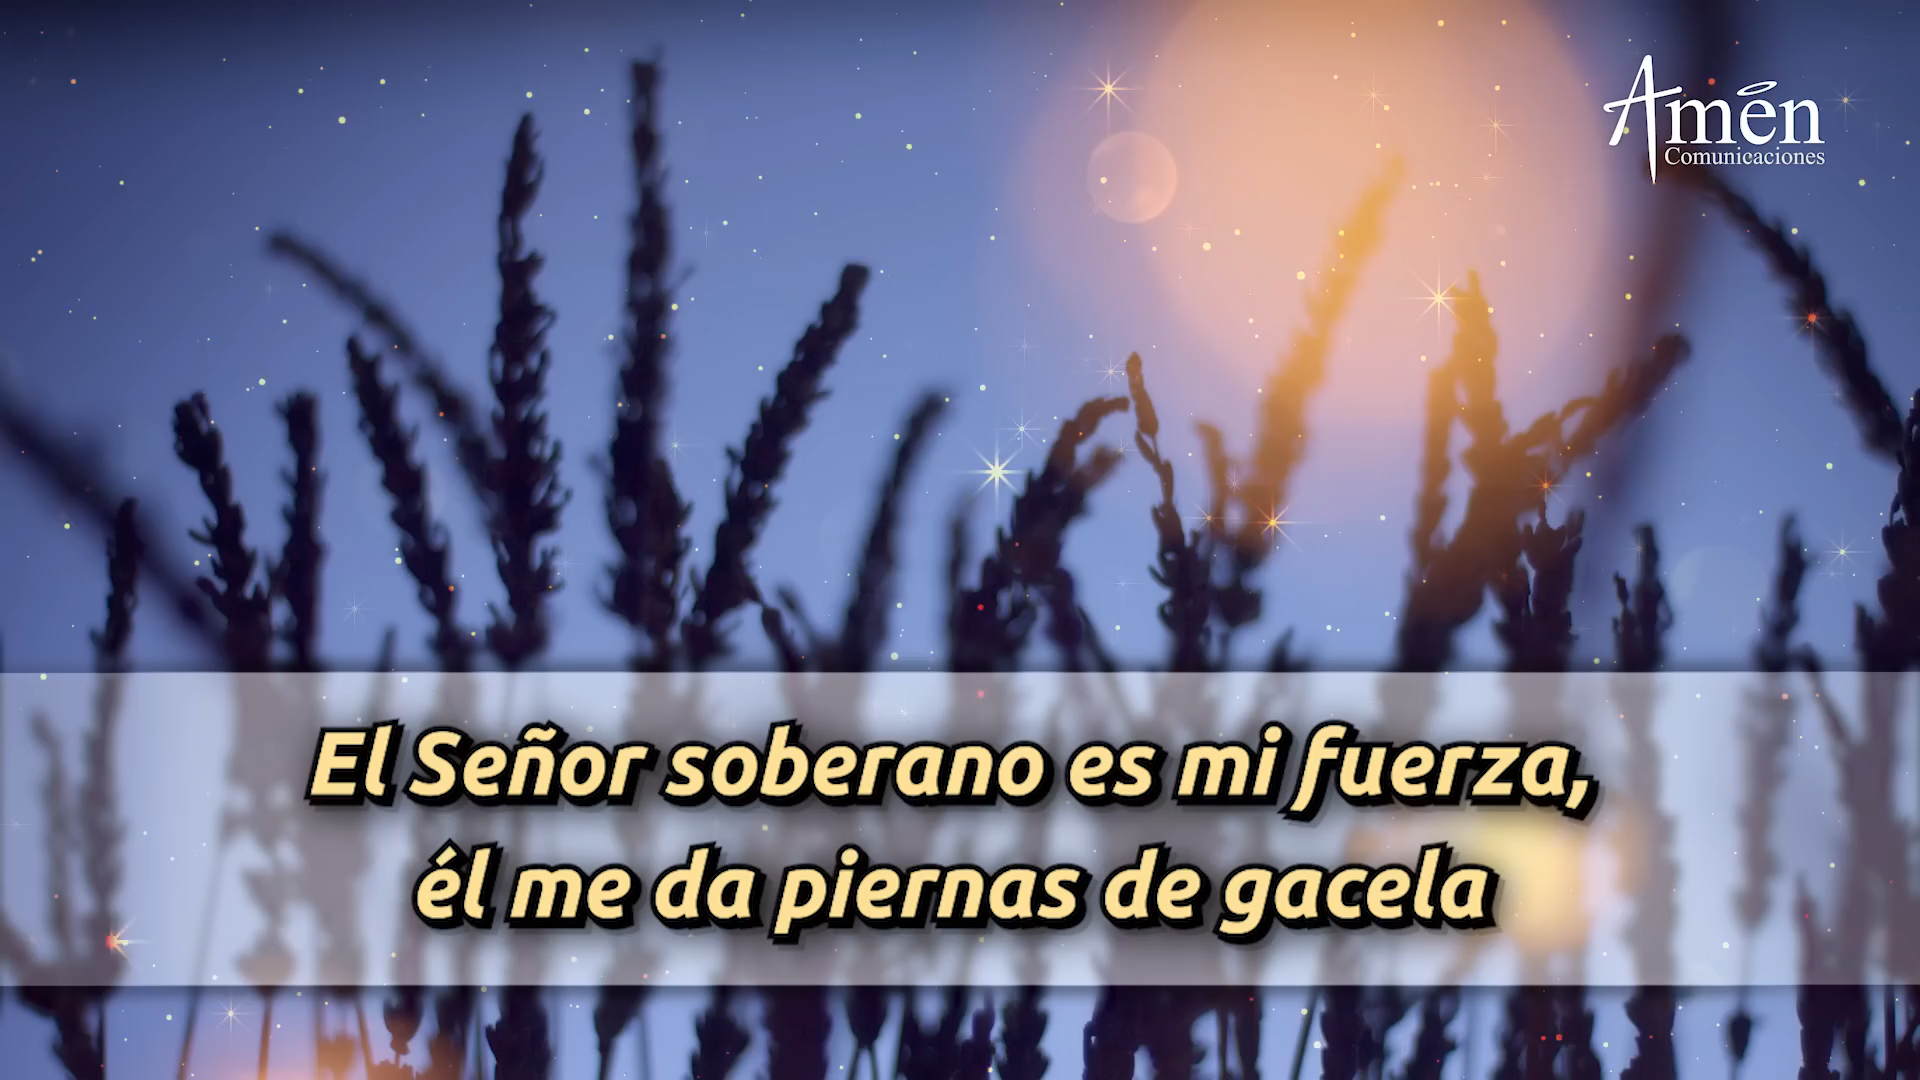 Amén
Comunicaciones
El Señor soberano es mi fuerza,
él me da piernas de gacela